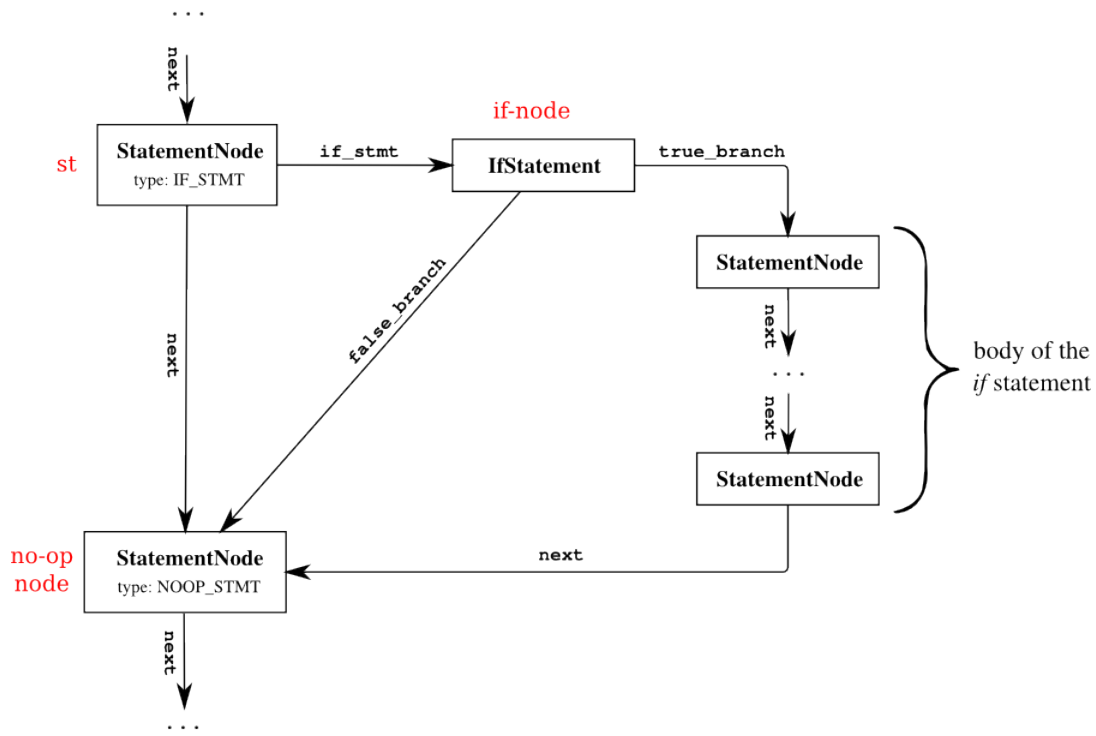 ...
next
if-node
StatementNode
type: IF_STMT
st
if_stmt
IfStatement
true_branch
StatementNode
next
...
next
StatementNode
body of the
if statement
false_branch
next
no-op
node
StatementNode
type: NOOP_STMT
next
next
...